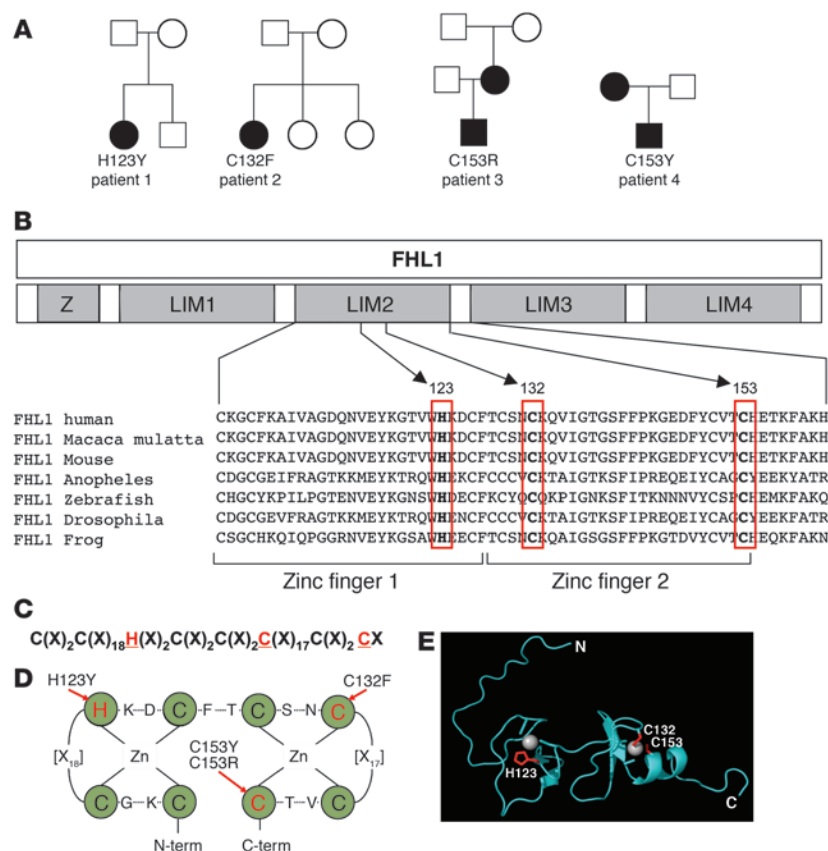 A
H123Y
patient 1
C132F
patient 2
C153R
patient 3
C153Y
patient 4
B
FHL1
Z LIM1 LIM2 LIM3 LIM4
123 132 153
FHL1 human CKGCFKAIVAGDQNVEYKGTVWHKDCFTCSNCKQVIGTGSFFPKGEDFYCVTCHETKFAKH
FHL1 Macaca mulatta CKGCFKAIVAGDQNVEYKGTVWHKDCFTCSNCKQVIGTGSFFPKGEDFYCVTCHETKFAKH
FHL1 Mouse CKGCFKAIVAGDQNVEYKGTVWHKDCFTCSNCKQVIGTGSFFPKGEDFYCVTCHETKFAKH
FHL1 Anopheles CDGCGEIFRAGTKKMEYKTRQWHEKCFCCCVCKTAIGTKSFIPREQEIYCAGCYEEKYATR
FHL1 Zebrafish CHGCYKPILPGTENVEYKGNSWHDECFKCYQCQKPIGNKSFITKNNNVYCSPCHEMKFAKQ
FHL1 Drosophila CDGCGEVFRAGTKKMEYKTRQWHENCFCCCVCKTAIGTKSFIPREQEIYCAGCYEEKFATR
FHL1 Frog CSGCHKQIQPGGRNVEYKGSAWHEECFTCSNCKQAIGSGSFFPKGTDVYCVTCHEQKFAKN
Zinc finger 1 Zinc finger 2
C
C(X)₂C(X)₁₈H(X)₂C(X)₂C(X)₂C(X)₁₇C(X)₂CX
D
H123Y C132F
H K D C F T C S N C
[X₁₈] Zn C153Y Zn [X₁₇]
C153R
C G K C C T V C
N-term C-term
E
N
C132
C153
H123
C